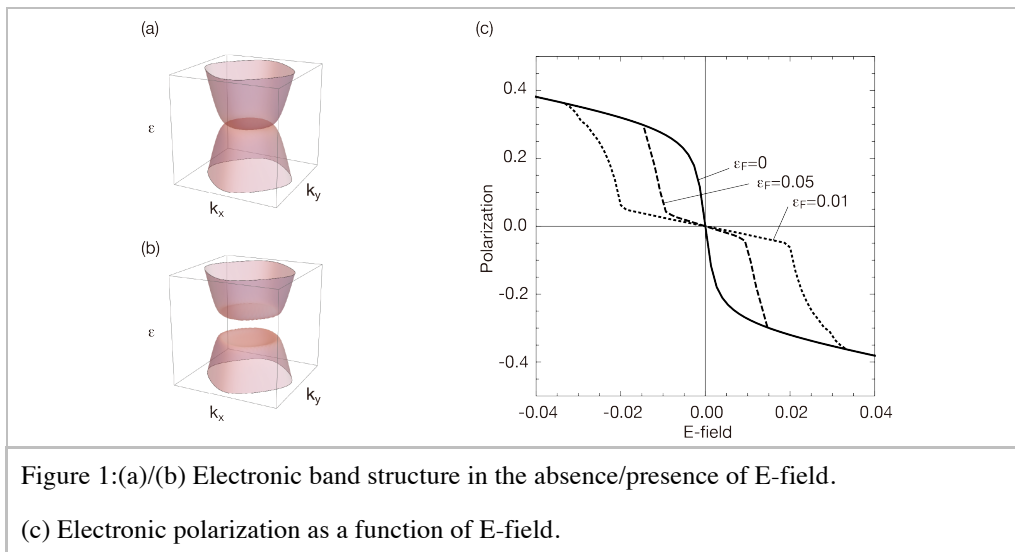 (a)
ε
kx
ky
(b)
ε
kx
ky
(c)
Polarization
0.4
0.2
0.0
-0.2
-0.4
εF=0
εF=0.05
εF=0.01
-0.04 -0.02 0.00 0.02 0.04
E-field
Figure 1:(a)/(b) Electronic band structure in the absence/presence of E-field.
(c) Electronic polarization as a function of E-field.